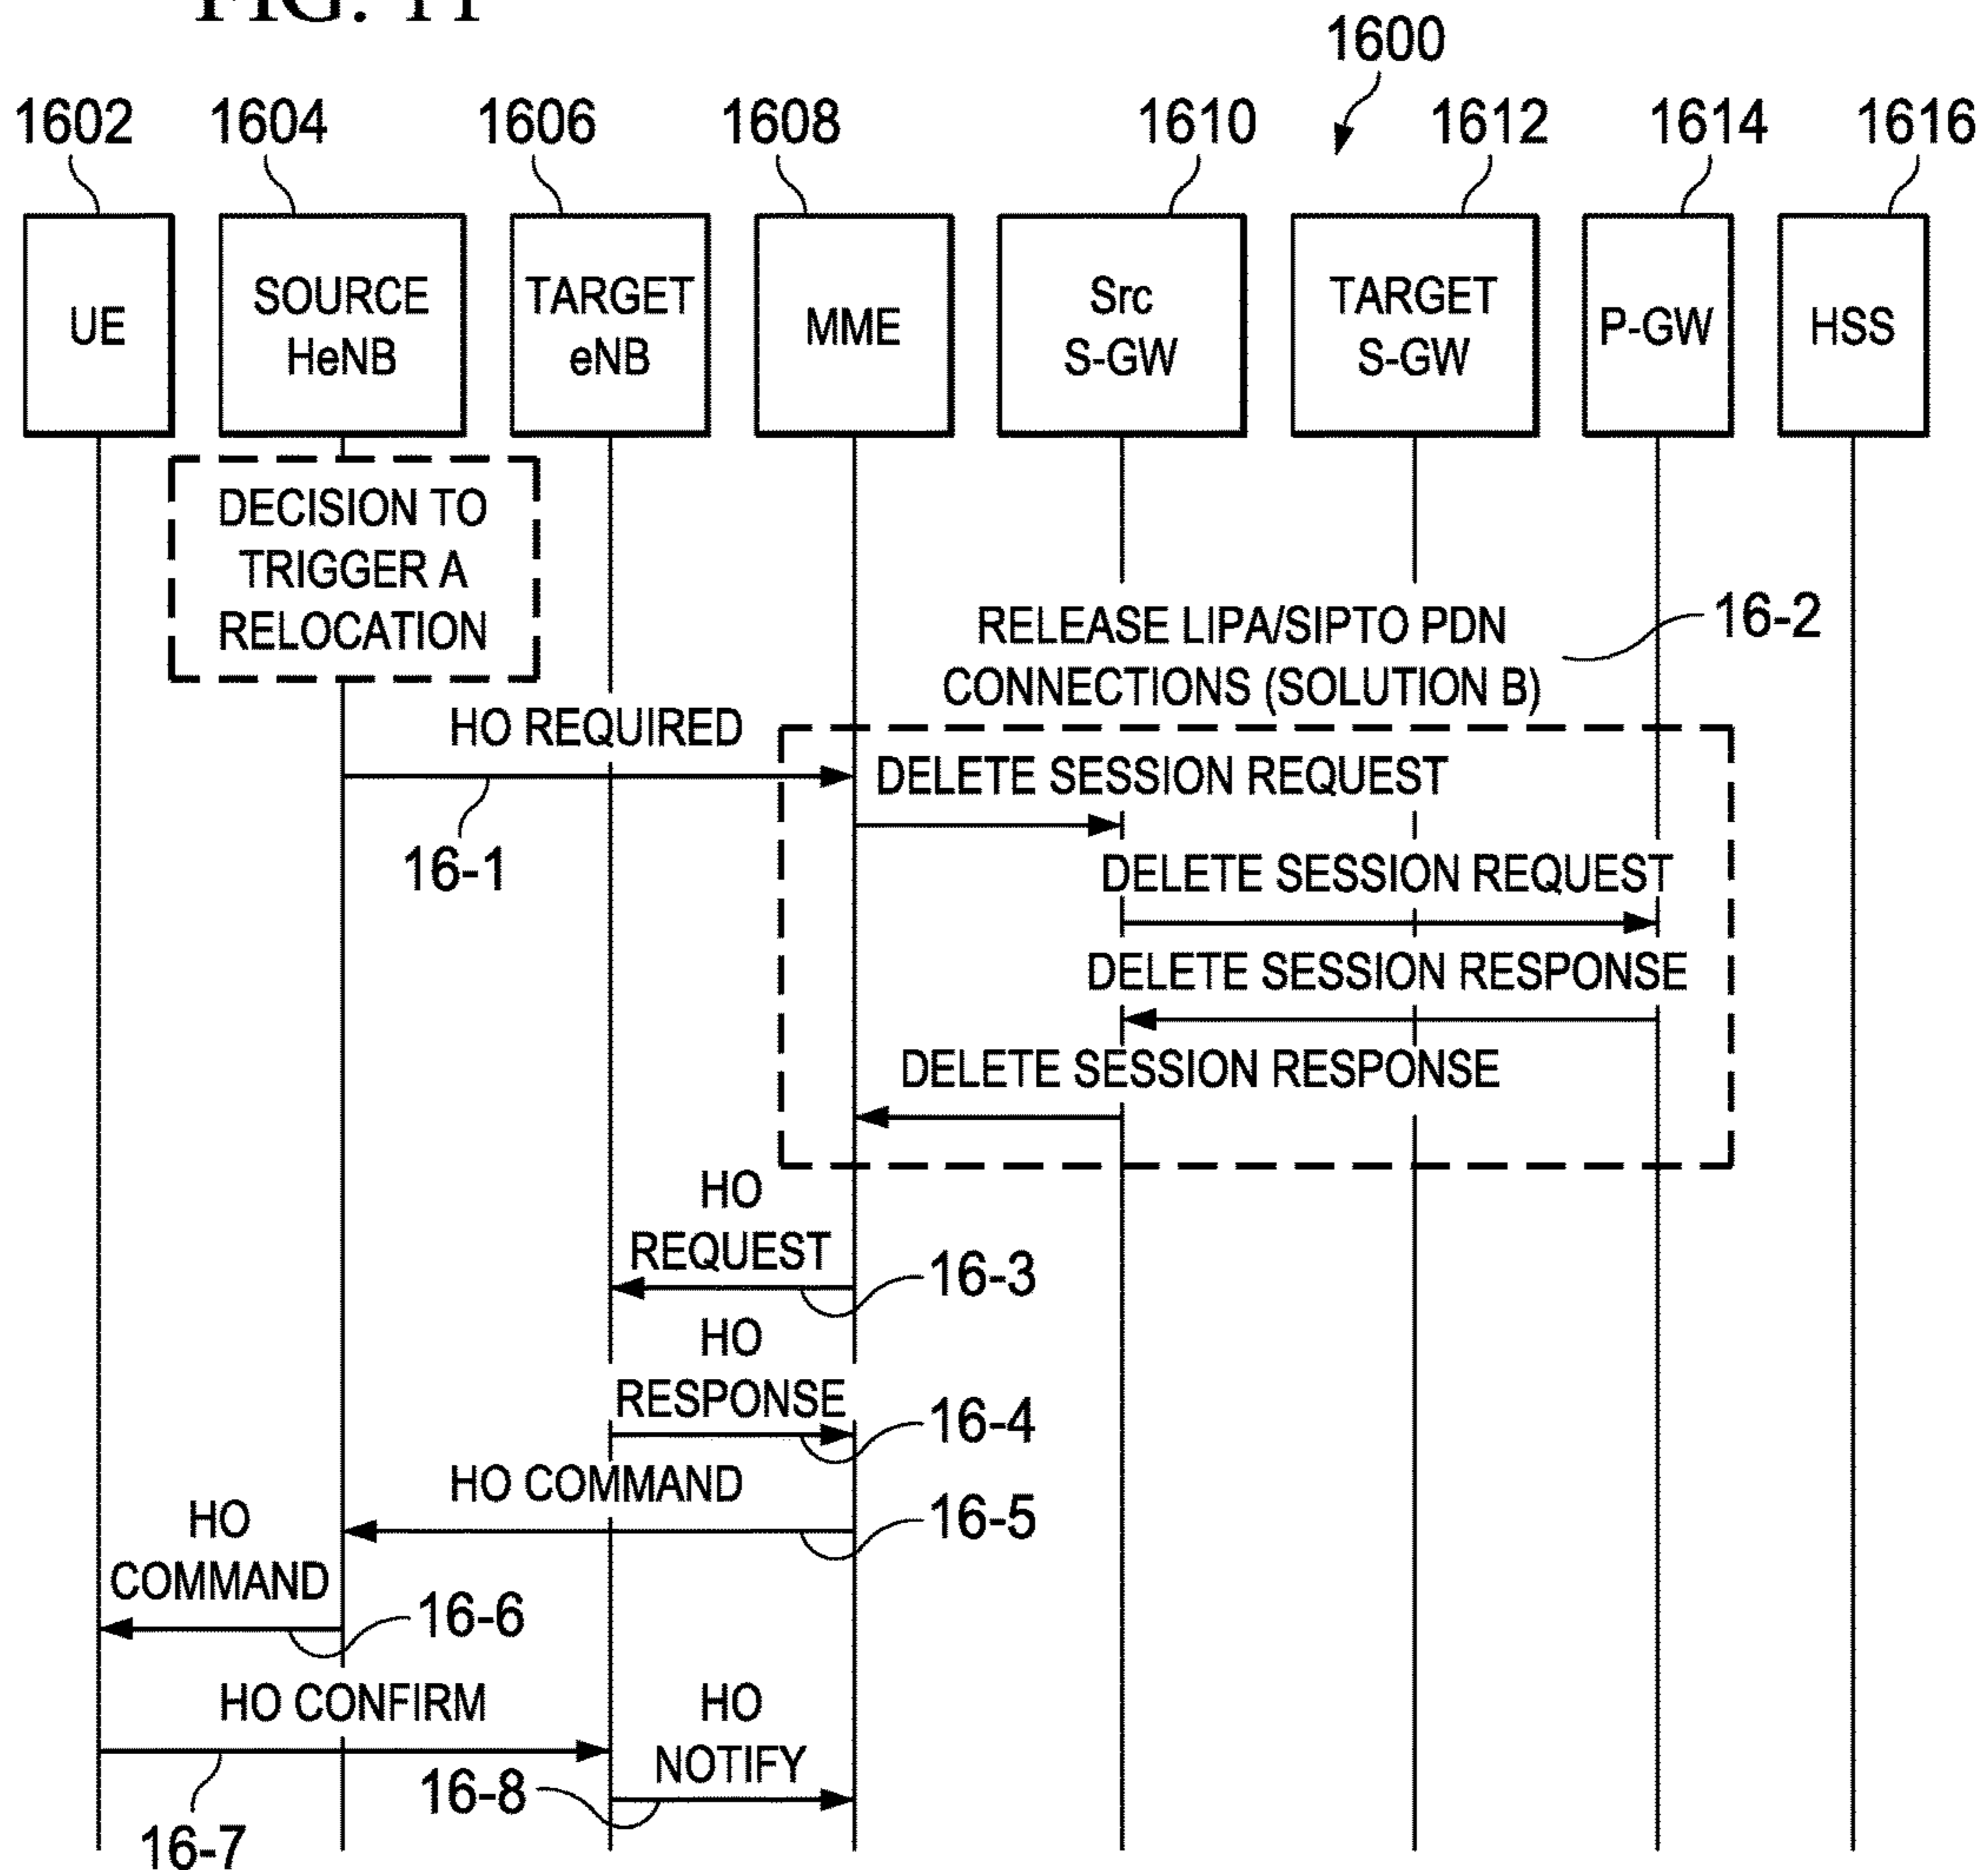 FIG. 11
1600
1602 1604 1606 1608 1610 1612 1614 1616
UE
SOURCE
HeNB
TARGET
eNB
MME
Src
S-GW
TARGET
S-GW
P-GW
HSS
DECISION TO
TRIGGER A
RELOCATION
RELEASE LIPA/SIPTO PDN
CONNECTIONS (SOLUTION B)
16-2
HO REQUIRED
16-1
DELETE SESSION REQUEST
DELETE SESSION REQUEST
DELETE SESSION RESPONSE
DELETE SESSION RESPONSE
HO
REQUEST
16-3
HO
RESPONSE
16-4
HO COMMAND
16-5
HO
COMMAND
16-6
HO CONFIRM
16-7
HO
NOTIFY
16-8